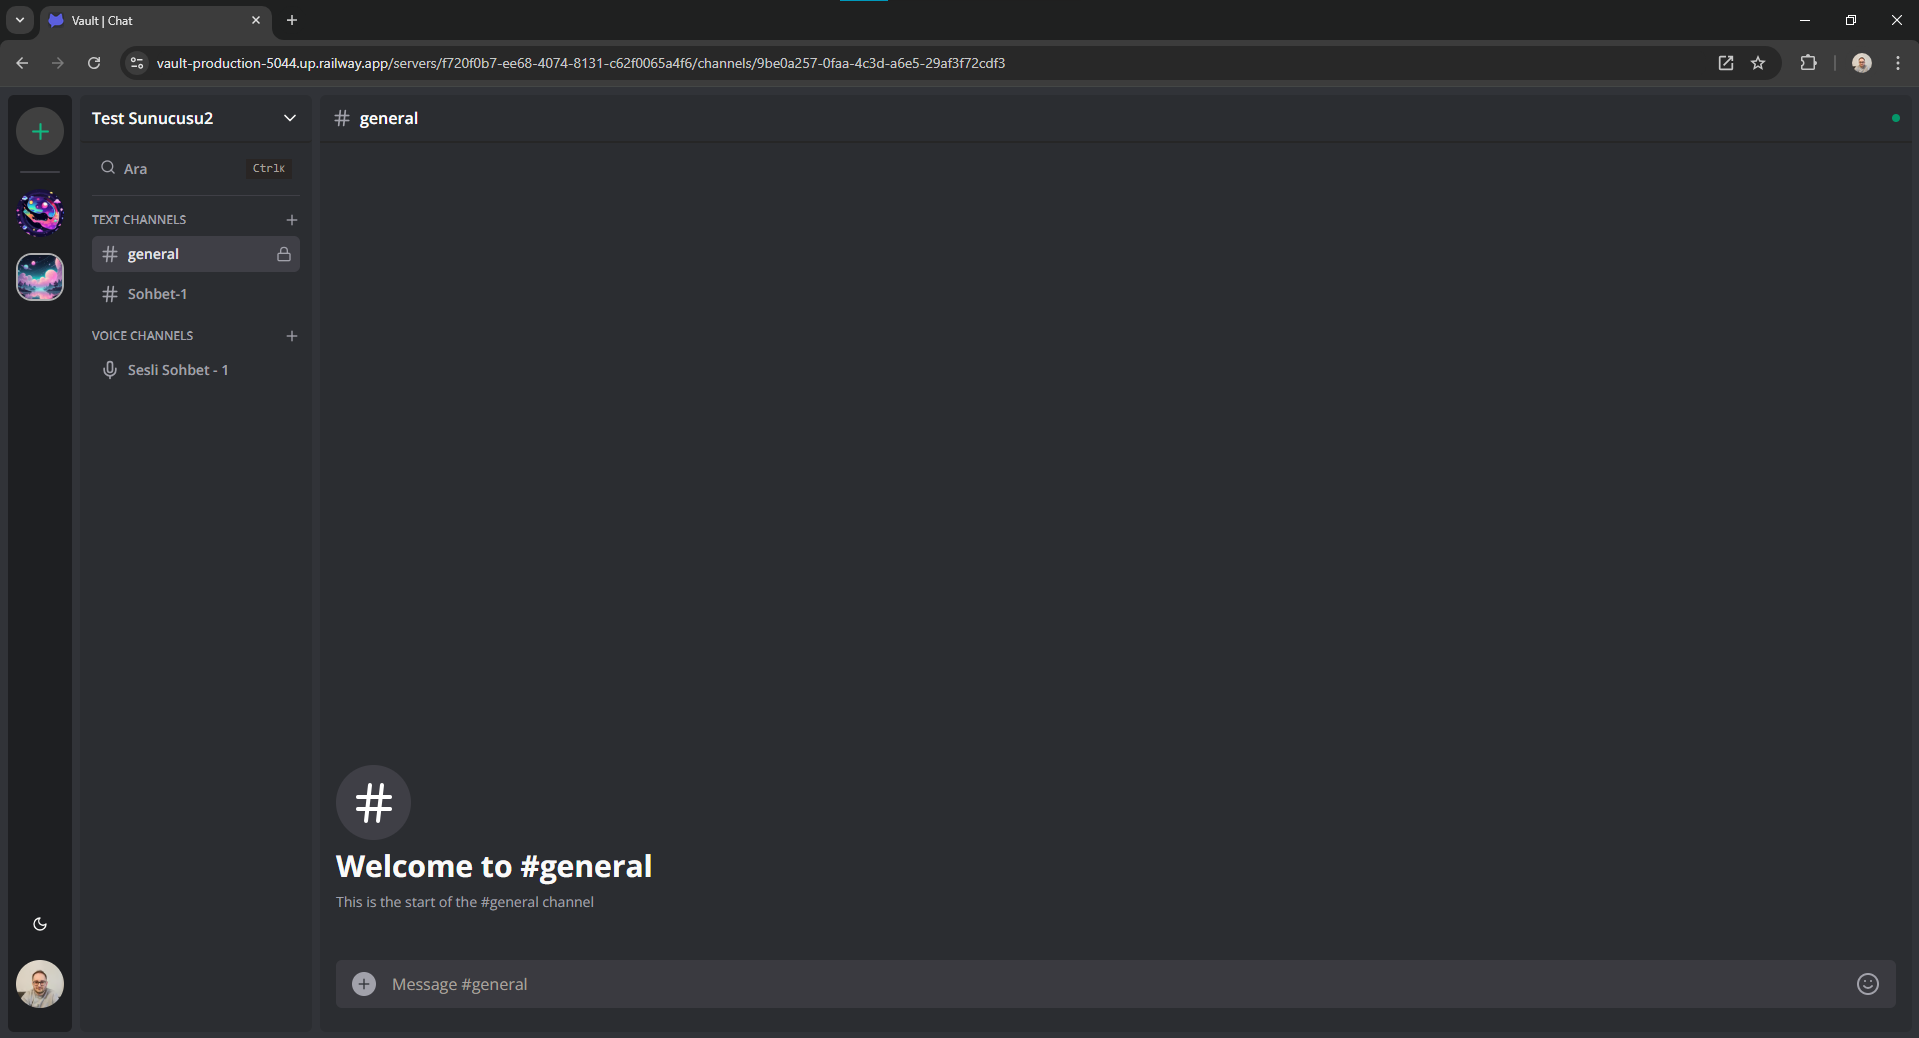 Vault | Chat
vault-production-5044.up.railway.app/servers/f720f0b7-ee68-4074-8131-c62f0065a4f6/channels/9be0a257-0faa-4c3d-a6e5-29af3f72cdf3
Test Sunucusu2
# general
Ara
CtrlK
TEXT CHANNELS
# general
# Sohbet-1
VOICE CHANNELS
Sesli Sohbet - 1
#
Welcome to #general
This is the start of the #general channel
Message #general